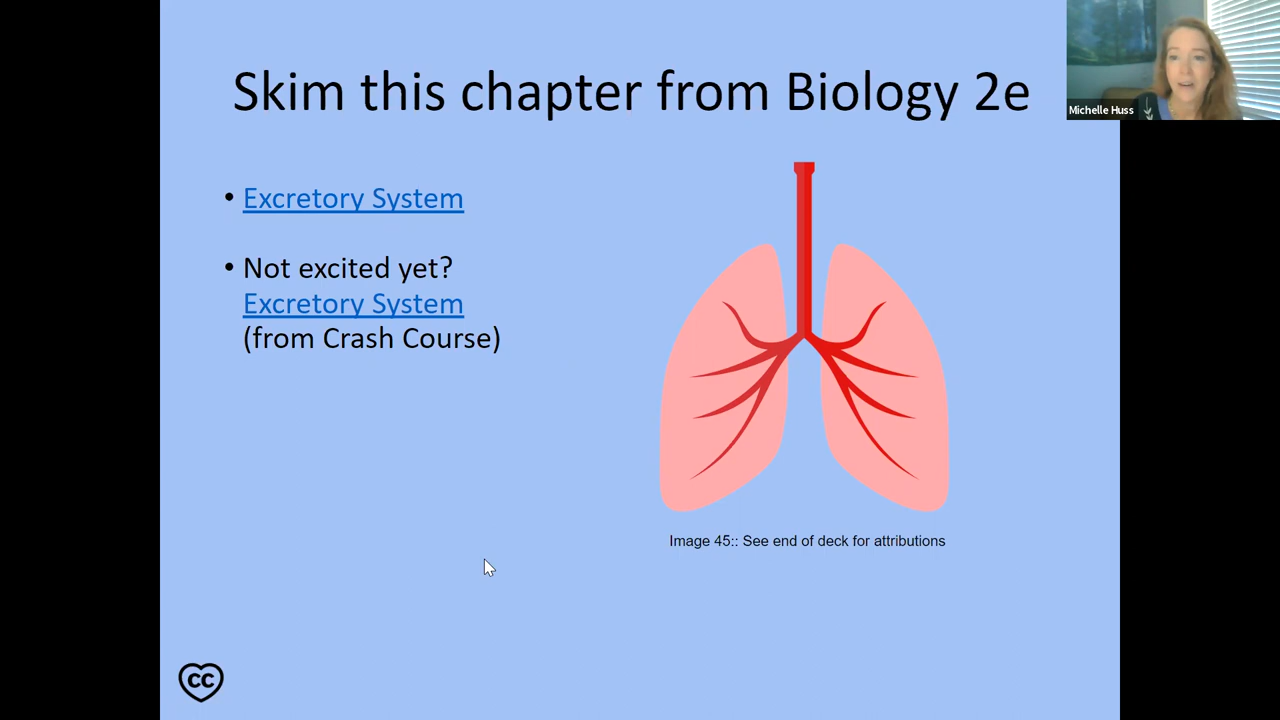 Skim this chapter from Biology 2e
Michelle Huss
• Excretory System
• Not excited yet?
Excretory System
(from Crash Course)
Image 45:: See end of deck for attributions
CC